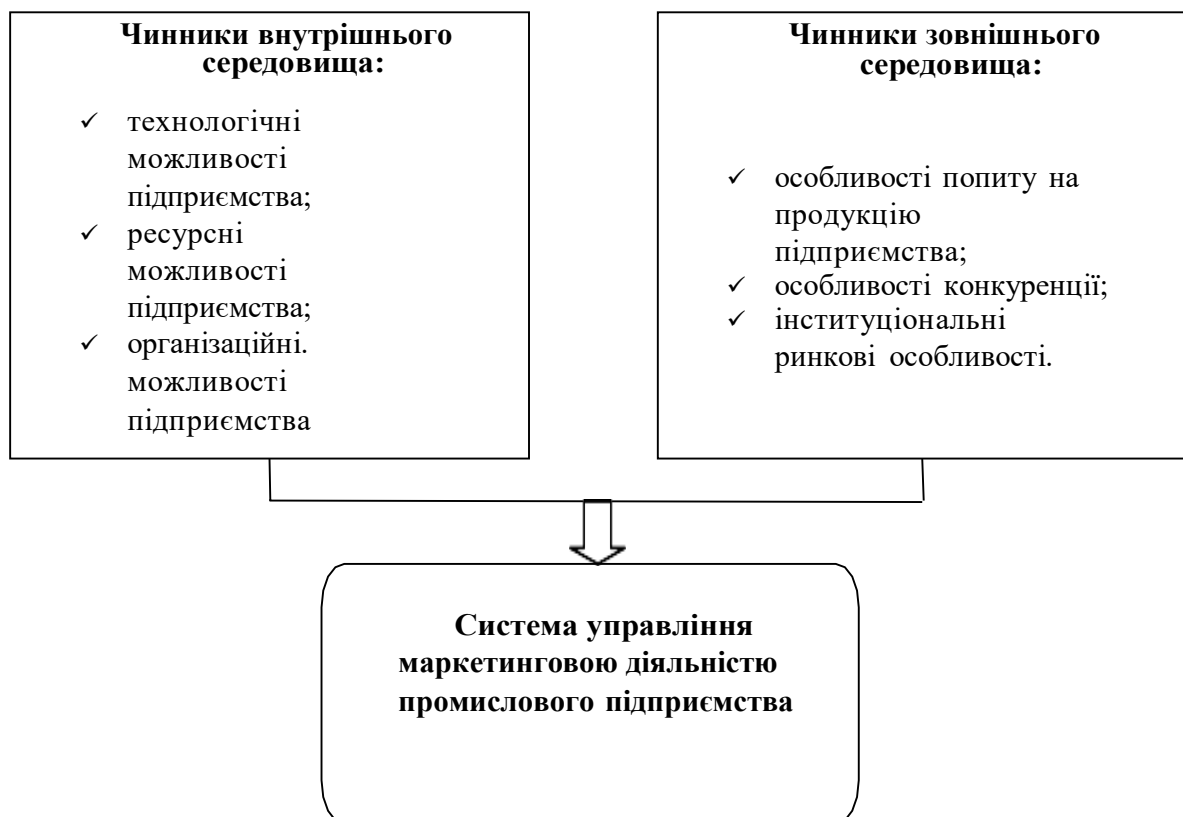 Чинники внутрішнього
середовища:
✓ технологічні
можливості
підприємства;
✓ ресурсні
можливості
підприємства;
✓ організаційні.
можливості
підприємства
Чинники зовнішнього
середовища:
✓ особливості попиту на
продукцію
підприємства;
✓ особливості конкуренції;
✓ інституціональні
ринкові особливості.
Система управління
маркетинговою діяльністю
промислового підприємства